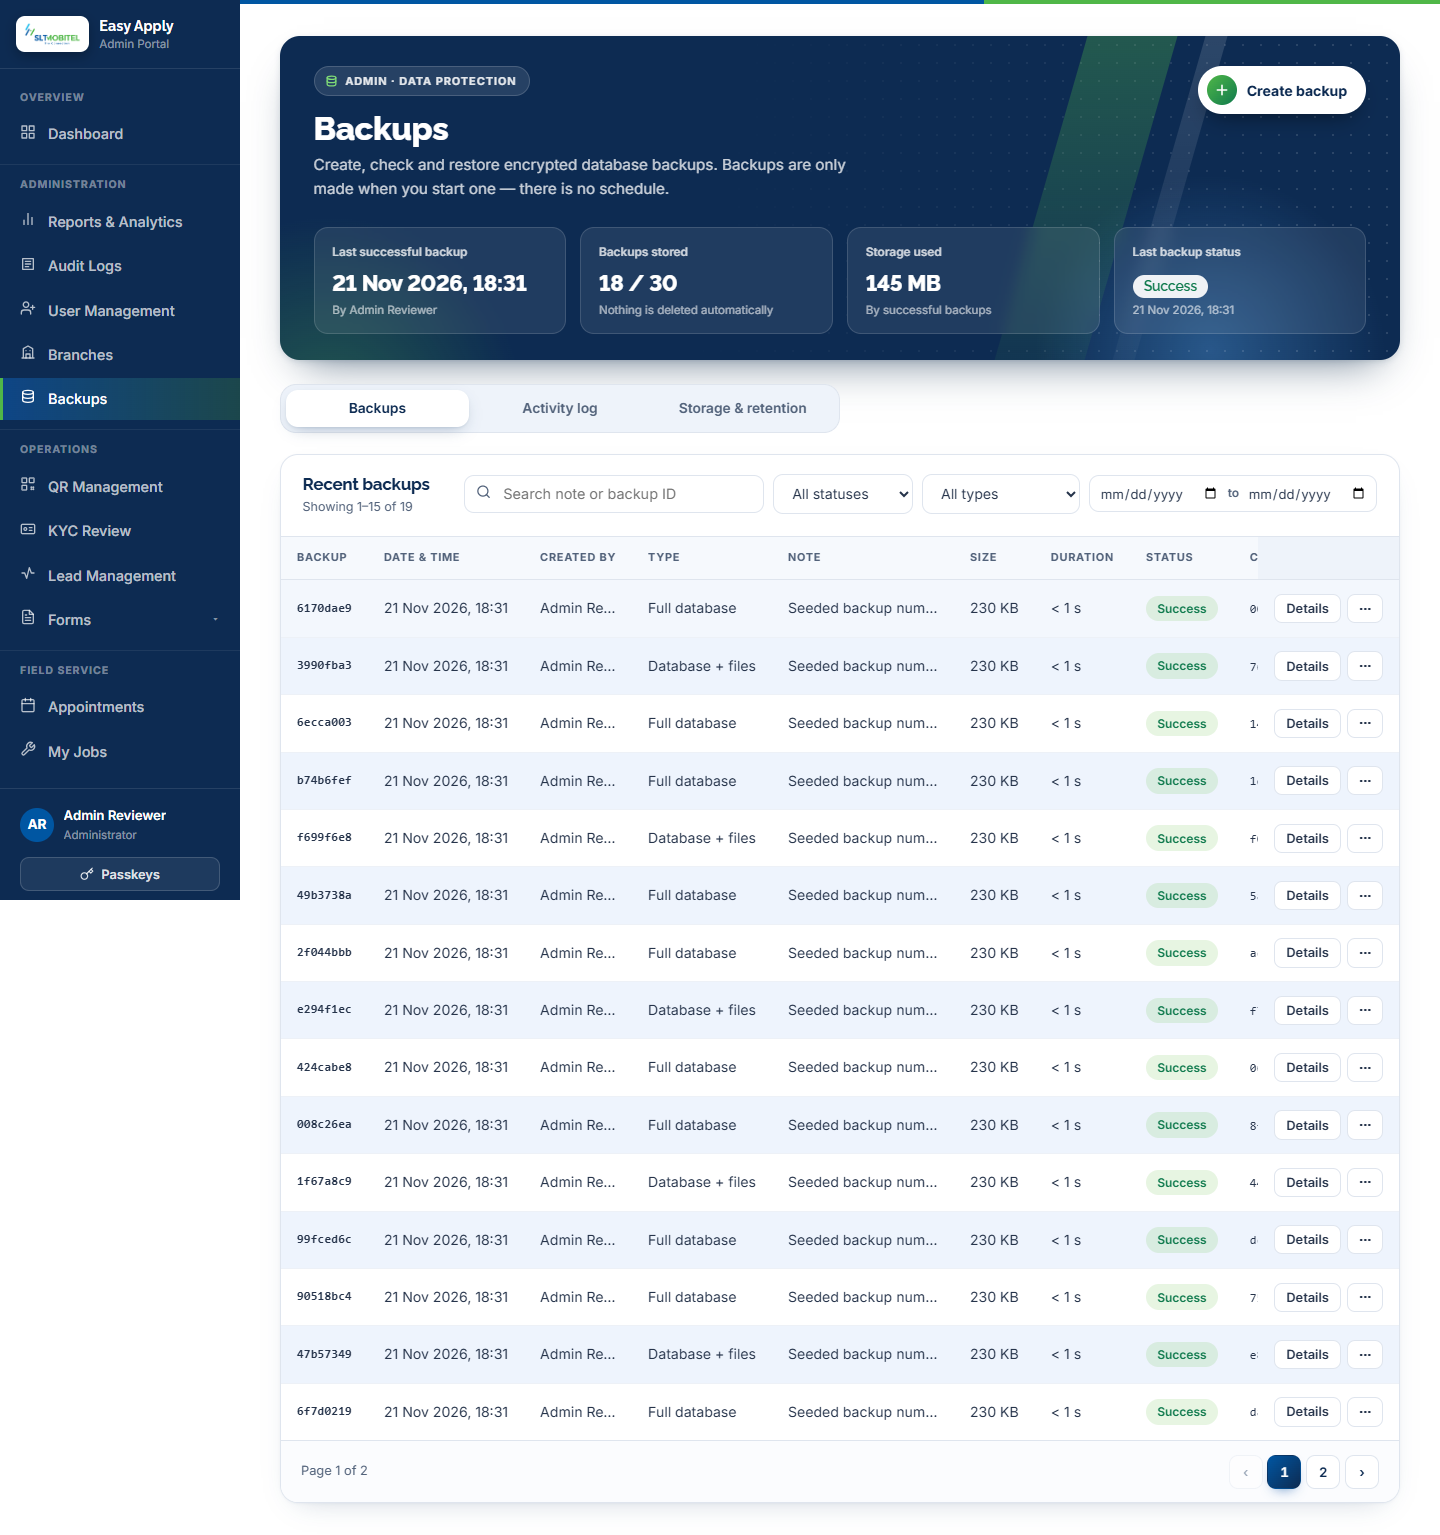 SLTMOBITEL
Easy Apply
Admin Portal
OVERVIEW
Dashboard
ADMINISTRATION
Reports & Analytics
Audit Logs
User Management
Branches
Backups
OPERATIONS
QR Management
KYC Review
Lead Management
Forms
FIELD SERVICE
Appointments
My Jobs
AR
Admin Reviewer
Administrator
Passkeys
ADMIN · DATA PROTECTION
Create backup
Backups
Create, check and restore encrypted database backups. Backups are only
made when you start one — there is no schedule.
Last successful backup
21 Nov 2026, 18:31
By Admin Reviewer
Backups stored
18 / 30
Nothing is deleted automatically
Storage used
145 MB
By successful backups
Last backup status
Success
21 Nov 2026, 18:31
Backups Activity log Storage & retention
Recent backups
Showing 1–15 of 19
Search note or backup ID
All statuses
All types
mm/dd/yyyy to mm/dd/yyyy
BACKUP DATE & TIME CREATED BY TYPE NOTE SIZE DURATION STATUS C
6170dae9 21 Nov 2026, 18:31 Admin Re... Full database Seeded backup num... 230 KB < 1 s Success Details ...
3990fba3 21 Nov 2026, 18:31 Admin Re... Database + files Seeded backup num... 230 KB < 1 s Success Details ...
6ecca003 21 Nov 2026, 18:31 Admin Re... Full database Seeded backup num... 230 KB < 1 s Success Details ...
b74b6fef 21 Nov 2026, 18:31 Admin Re... Full database Seeded backup num... 230 KB < 1 s Success Details ...
f699f6e8 21 Nov 2026, 18:31 Admin Re... Database + files Seeded backup num... 230 KB < 1 s Success Details ...
49b3738a 21 Nov 2026, 18:31 Admin Re... Full database Seeded backup num... 230 KB < 1 s Success Details ...
2f044bbb 21 Nov 2026, 18:31 Admin Re... Full database Seeded backup num... 230 KB < 1 s Success Details ...
e294f1ec 21 Nov 2026, 18:31 Admin Re... Database + files Seeded backup num... 230 KB < 1 s Success Details ...
424cabe8 21 Nov 2026, 18:31 Admin Re... Full database Seeded backup num... 230 KB < 1 s Success Details ...
008c26ea 21 Nov 2026, 18:31 Admin Re... Full database Seeded backup num... 230 KB < 1 s Success Details ...
1f67a8c9 21 Nov 2026, 18:31 Admin Re... Database + files Seeded backup num... 230 KB < 1 s Success Details ...
99fced6c 21 Nov 2026, 18:31 Admin Re... Full database Seeded backup num... 230 KB < 1 s Success Details ...
90518bc4 21 Nov 2026, 18:31 Admin Re... Full database Seeded backup num... 230 KB < 1 s Success Details ...
47b57349 21 Nov 2026, 18:31 Admin Re... Database + files Seeded backup num... 230 KB < 1 s Success Details ...
6f7d0219 21 Nov 2026, 18:31 Admin Re... Full database Seeded backup num... 230 KB < 1 s Success Details ...
Page 1 of 2
‹ 1 2 ›